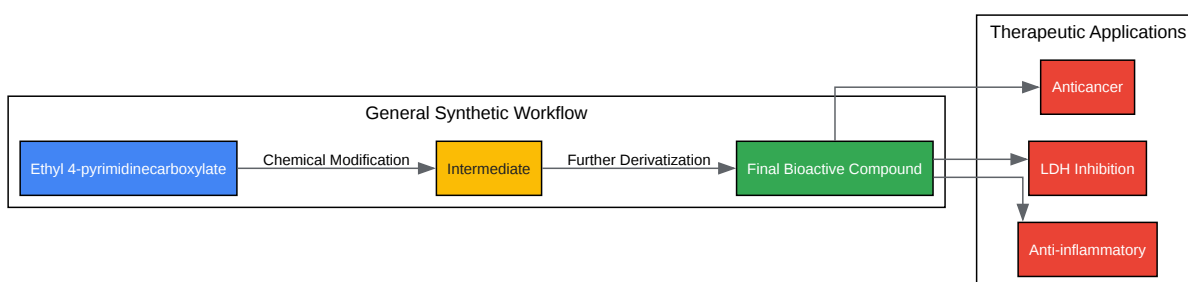 Therapeutic Applications
General Synthetic Workflow
Anticancer
Ethyl 4-pyrimidinecarboxylate
Chemical Modification
Intermediate
Further Derivatization
Final Bioactive Compound
LDH Inhibition
Anti-inflammatory